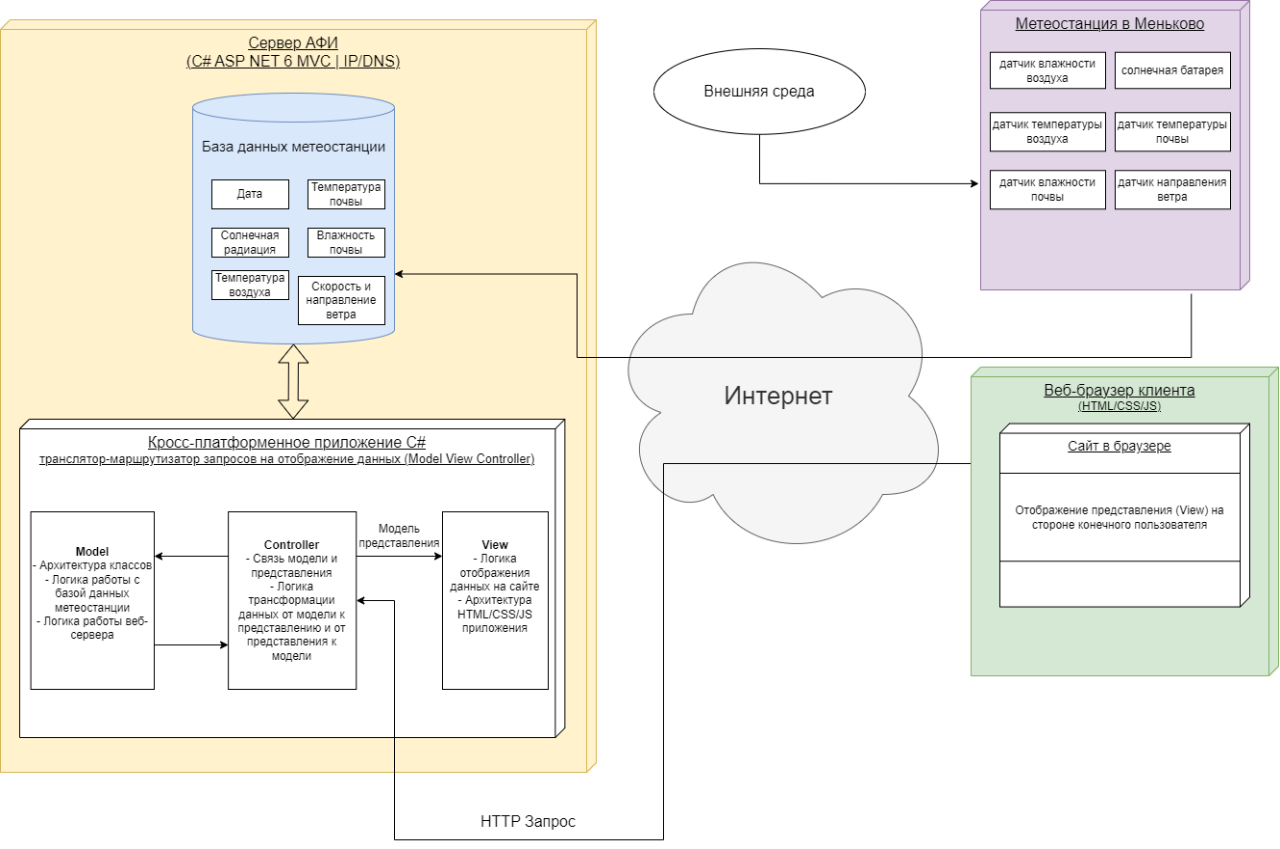 Сервер АФИ
(C# ASP NET 6 MVC | IP/DNS)
База данных метеостанции
Дата
Температура
почвы
Солнечная
радиация
Влажность
почвы
Температура
воздуха
Скорость и
направление
ветра
Кросс-платформенное приложение C#
транслятор-маршрутизатор запросов на отображение данных (Model View Controller)
Model
- Архитектура классов
- Логика работы с
базой данных
метеостанции
- Логика работы веб-
сервера
Controller
- Связь модели и
представления
- Логика
трансформации
данных от модели к
представлению и от
представления к
модели
Модель
представления
View
- Логика
отображения
данных на сайте
- Архитектура
HTML/CSS/JS
приложения
HTTP Запрос
Внешняя среда
Интернет
Метеостанция в Меньково
датчик влажности
воздуха
солнечная батарея
датчик температуры
воздуха
датчик температуры
почвы
датчик влажности
почвы
датчик направления
ветра
Веб-браузер клиента
(HTML/CSS/JS)
Сайт в браузере
Отображение представления (View) на
стороне конечного пользователя